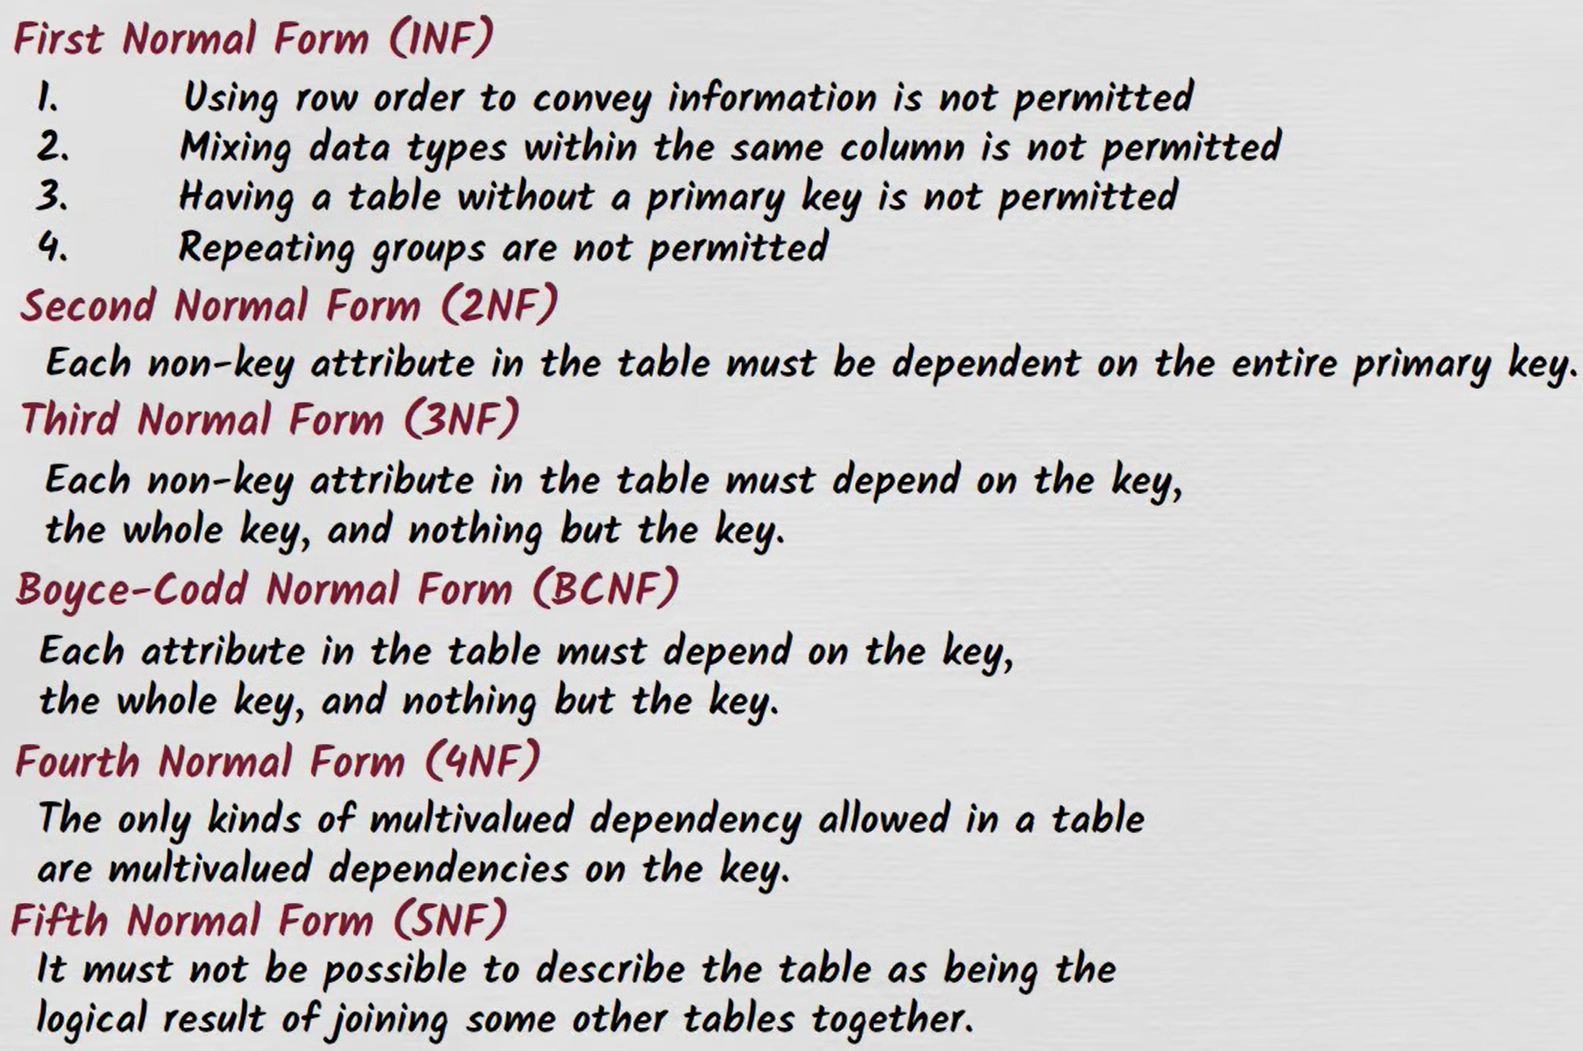 First Normal Form (1NF)
1. Using row order to convey information is not permitted
2. Mixing data types within the same column is not permitted
3. Having a table without a primary key is not permitted
4. Repeating groups are not permitted
Second Normal Form (2NF)
Each non-key attribute in the table must be dependent on the entire primary key.
Third Normal Form (3NF)
Each non-key attribute in the table must depend on the key,
the whole key, and nothing but the key.
Boyce-Codd Normal Form (BCNF)
Each attribute in the table must depend on the key,
the whole key, and nothing but the key.
Fourth Normal Form (4NF)
The only kinds of multivalued dependency allowed in a table
are multivalued dependencies on the key.
Fifth Normal Form (5NF)
It must not be possible to describe the table as being the
logical result of joining some other tables together.